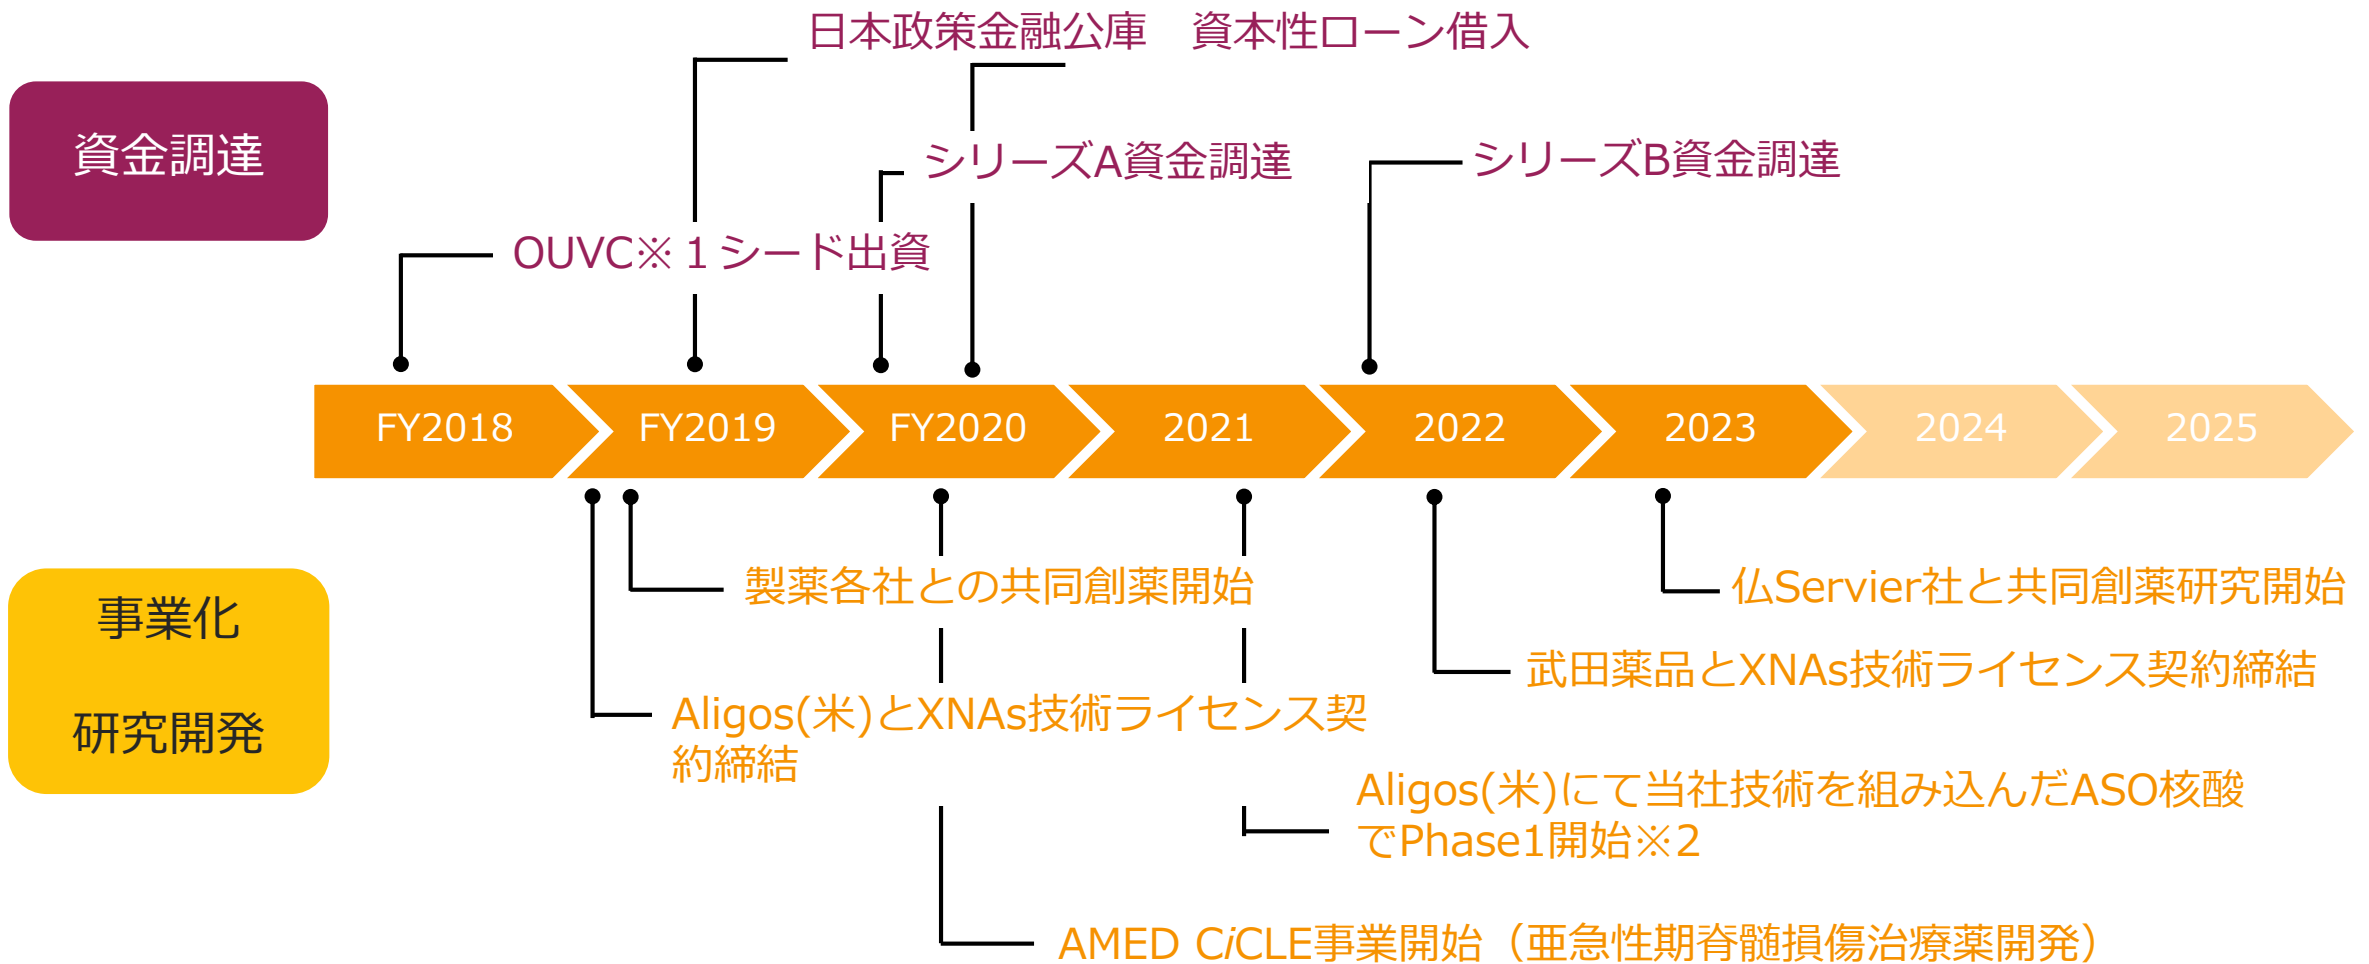 日本政策金融公庫　資本性ローン借入
資金調達
シリーズA資金調達
シリーズB資金調達
OUVC※１シード出資
FY2018
FY2019
FY2020
2021
2022
2023
2024
2025
事業化
研究開発
製薬各社との共同創薬開始
仏Servier社と共同創薬研究開始
武田薬品とXNAs技術ライセンス契約締結
Aligos(米)とXNAs技術ライセンス契
約締結
Aligos(米)にて当社技術を組み込んだASO核酸
でPhase1開始※2
AMED CiCLE事業開始（亜急性期脊髄損傷治療薬開発）